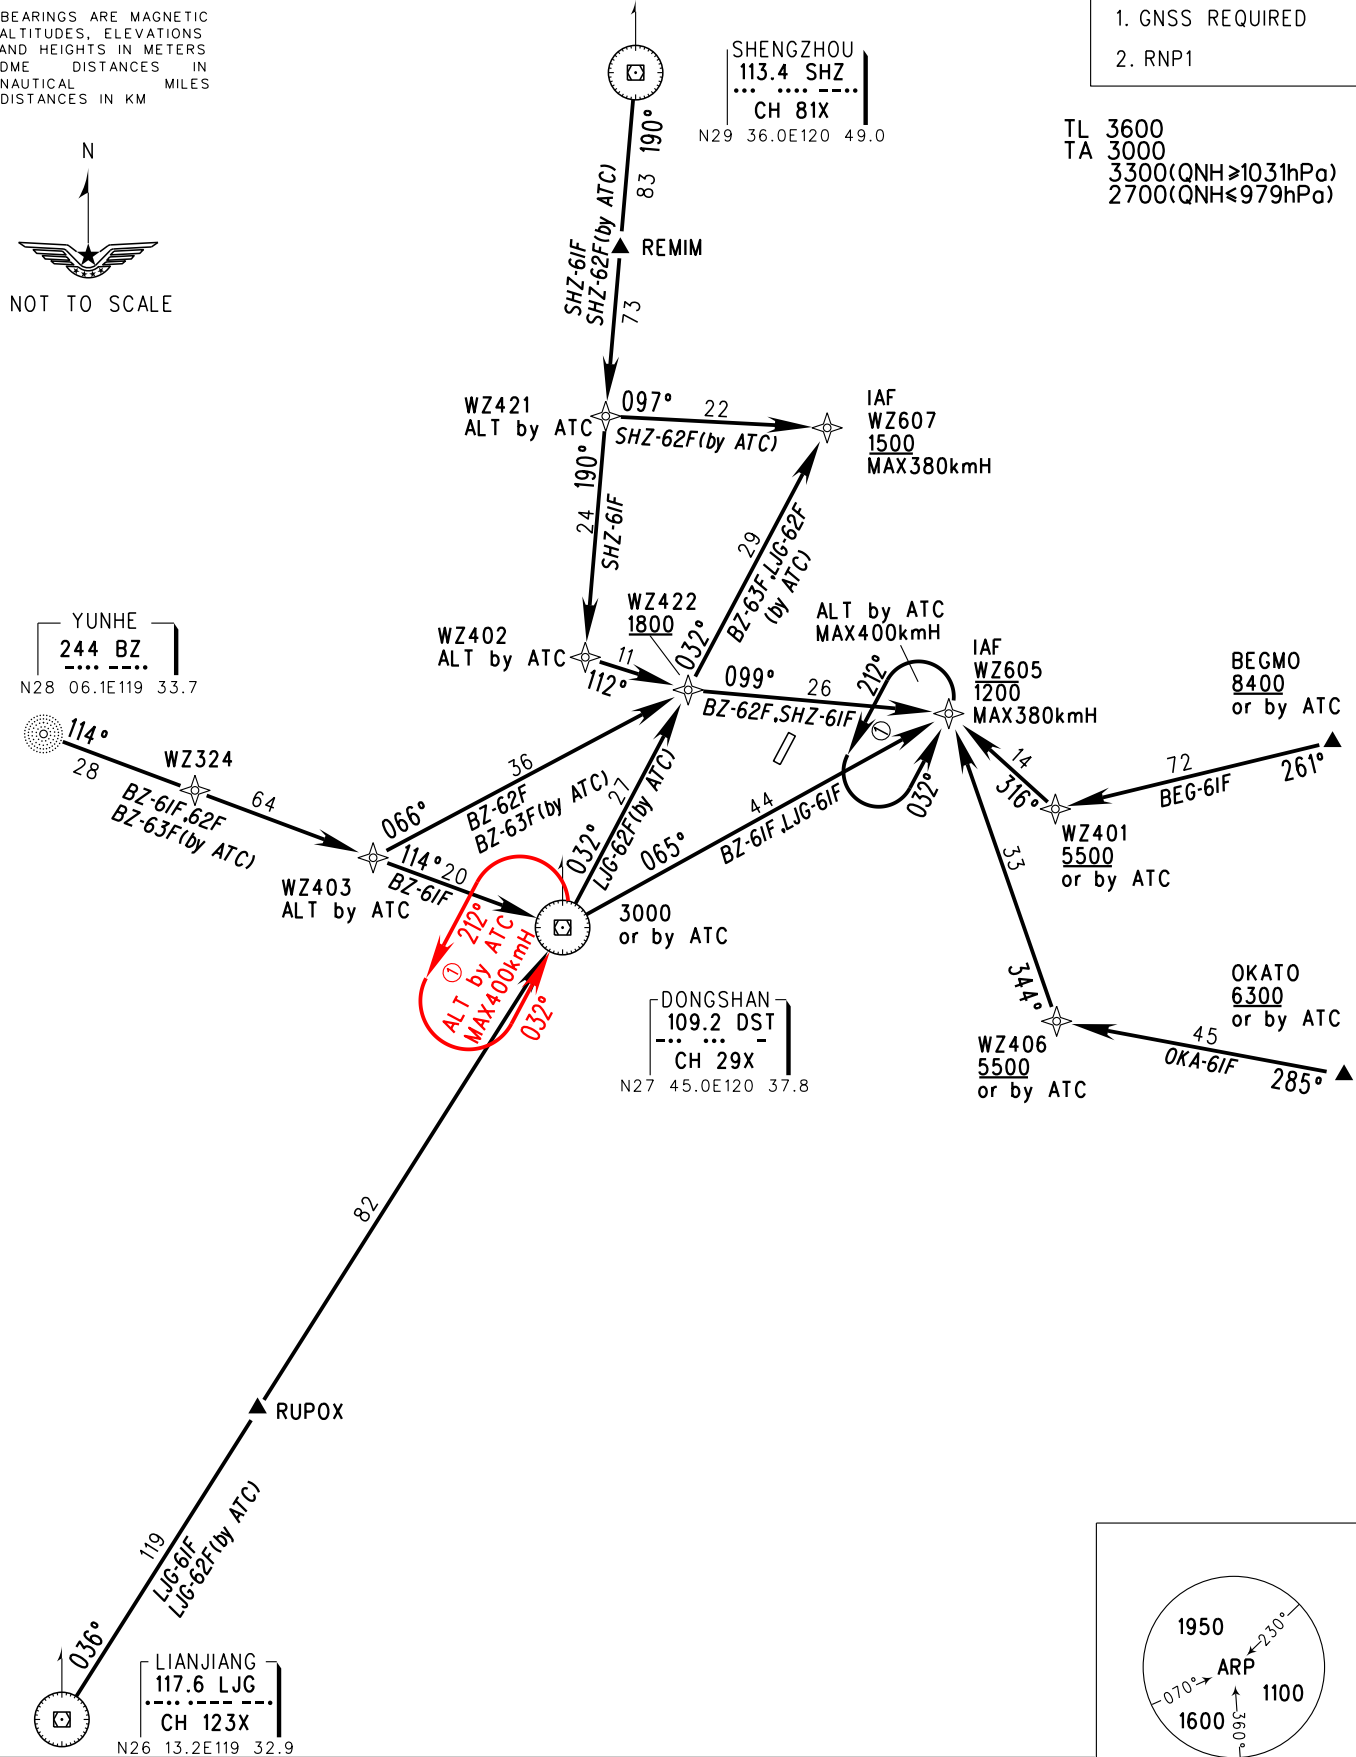 BEARINGS ARE MAGNETIC
ALTITUDES, ELEVATIONS
AND HEIGHTS IN METERS
DME DISTANCES IN
NAUTICAL MILES
DISTANCES IN KM
N
NOT TO SCALE
1. GNSS REQUIRED
2. RNP1
TL 3600
TA 3000
3300(QNH≥1031hPa)
2700(QNH≤979hPa)
SHENGZHOU
113.4 SHZ
CH 81X
N29 36.0E120 49.0
190°
83
SHZ-61F
SHZ-62F(by ATC)
REMIM
73
WZ421
ALT by ATC
097°
22
SHZ-62F(by ATC)
IAF
WZ607
1500
MAX380kmH
190°
24
SHZ-61F
29
BZ-63F,LJG-62F
(by ATC)
WZ402
ALT by ATC
11
112°
WZ422
1800
032°
099°
26
BZ-62F,SHZ-61F
ALT by ATC
MAX400kmH
212°
1
032°
IAF
WZ605
1200
MAX380kmH
BEGMO
8400
or by ATC
72
261°
BEG-61F
14
316°
WZ401
5500
or by ATC
YUNHE
244 BZ
N28 06.1E119 33.7
114°
28
BZ-61F,62F
BZ-63F(by ATC)
WZ324
64
WZ403
ALT by ATC
066°
36
BZ-62F
BZ-63F(by ATC)
114°
20
BZ-61F
032°
27
LJG-62F(by ATC)
065°
44
BZ-61F,LJG-61F
3000
or by ATC
212°
1
ALT by ATC
MAX400kmH
032°
DONGSHAN
109.2 DST
CH 29X
N27 45.0E120 37.8
33
344°
WZ406
5500
or by ATC
OKATO
6300
or by ATC
45
OKA-61F
285°
82
RUPOX
119
LJG-61F
LJG-62F(by ATC)
036°
LIANJIANG
117.6 LJG
CH 123X
N26 13.2E119 32.9
1950
230°
ARP
070°
1100
1600
360°